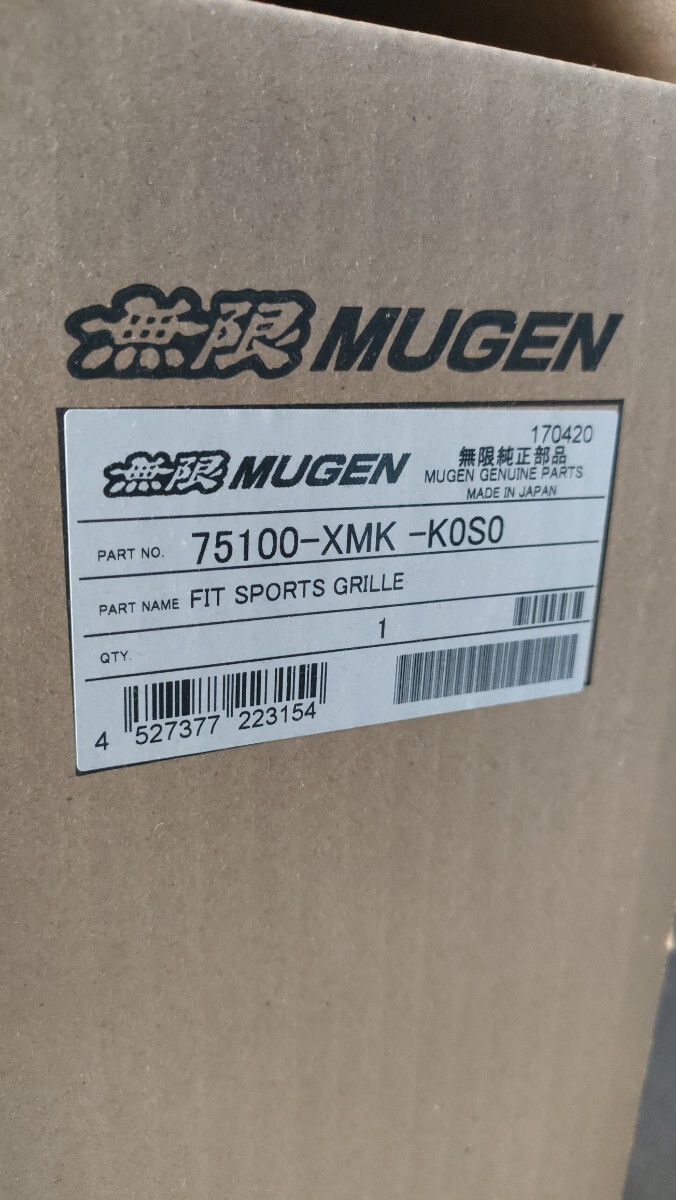 無限 MUGEN
170420
無限 MUGEN
無限純正部品
MUGEN GENUINE PARTS
MADE IN JAPAN
PART NO. 75100-XMK -K0S0
PART NAME FIT SPORTS GRILLE
QTY. 1
4 527377 223154